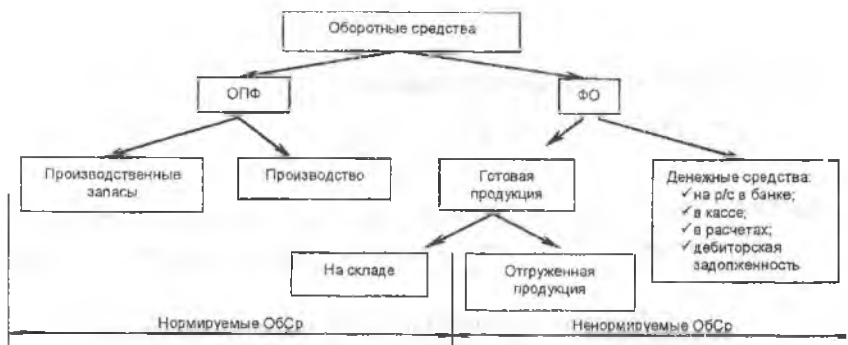 Оборотные средства
ОПФ
ФО
Производственные
запасы
Производство
Готовая
продукция
Денежные средства:
✓на р/с в банке;
✓в кассе;
✓в расчетах;
✓дебиторская
задолженность
На складе
Отгруженная
продукция
Нормируемые ОбСр
Ненормируемые ОбСр